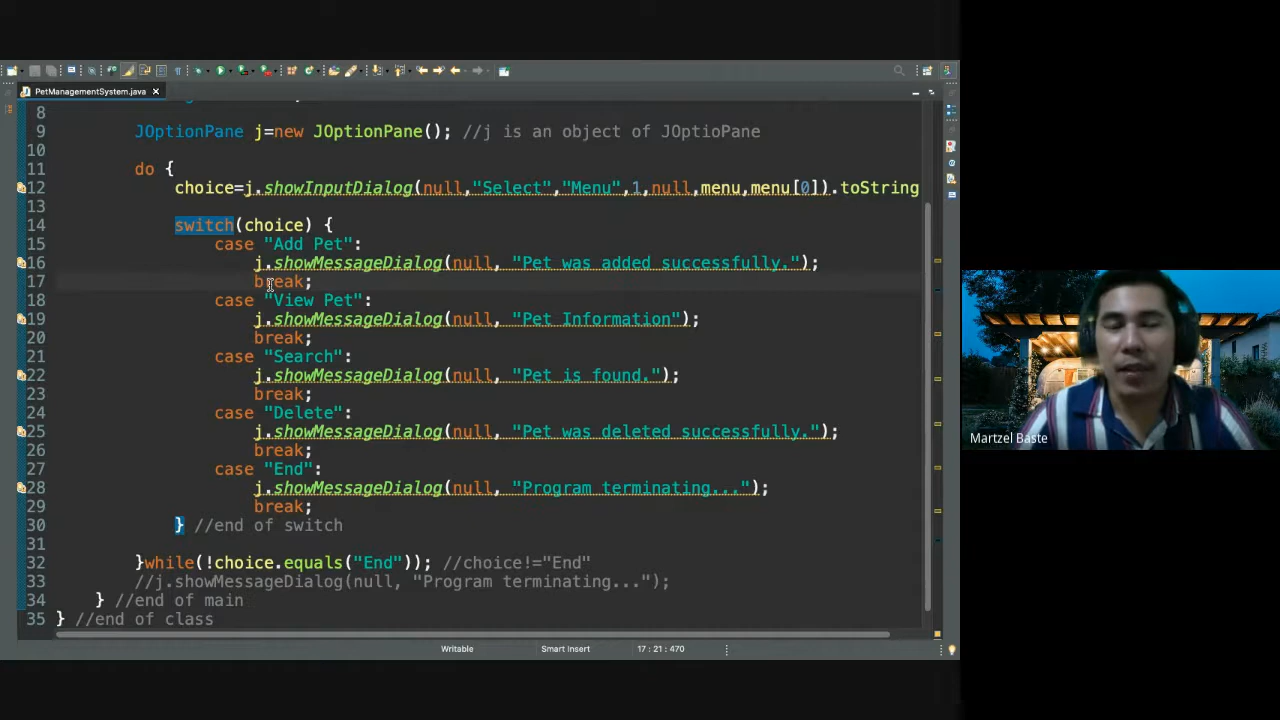 PetManagementSystem.java
8
9 JOptionPane j=new JOptionPane(); //j is an object of JOptioPane
10
11 do {
12 choice=j.showInputDialog(null,"Select","Menu",1,null,menu,menu[0]).toString
13
14 switch(choice) {
15 case "Add Pet":
16 j.showMessageDialog(null, "Pet was added successfully.");
17 break;
18 case "View Pet":
19 j.showMessageDialog(null, "Pet Information");
20 break;
21 case "Search":
22 j.showMessageDialog(null, "Pet is found.");
23 break;
24 case "Delete":
25 j.showMessageDialog(null, "Pet was deleted successfully.");
26 break;
27 case "End":
28 j.showMessageDialog(null, "Program terminating...");
29 break;
30 } //end of switch
31
32 }while(!choice.equals("End")); //choice!="End"
33 //j.showMessageDialog(null, "Program terminating...");
34 } //end of main
35 } //end of class
Writable Smart Insert 17 : 21 : 470
Martzel Baste